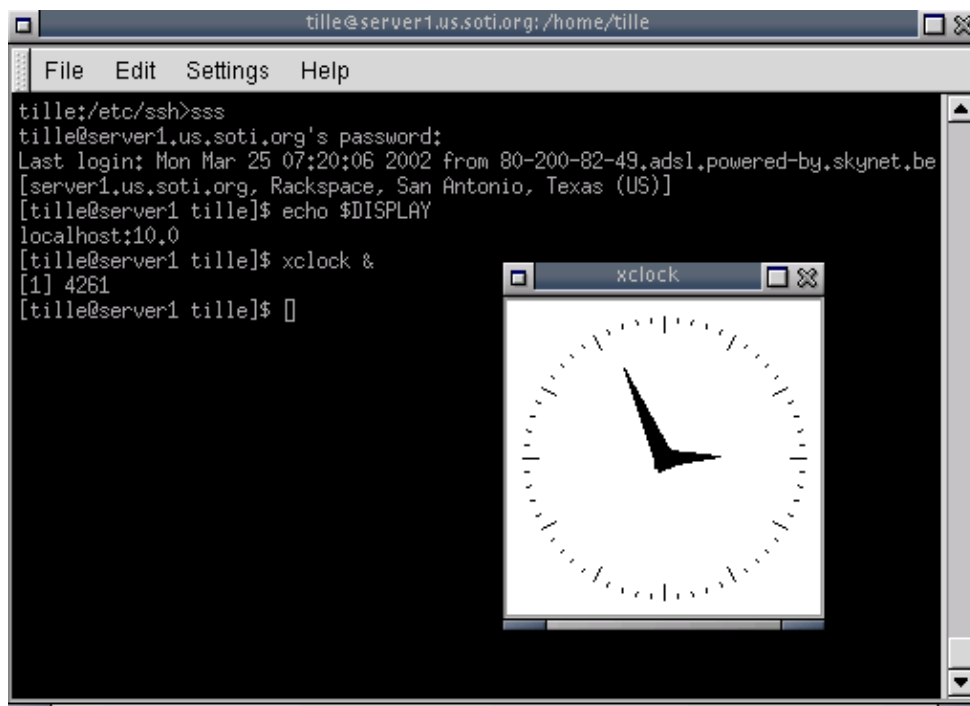 tille@server1.us.soti.org: /home/tille
File Edit Settings Help
tille:/etc/ssh>sss
tille@server1.us.soti.org's password:
Last login: Mon Mar 25 07:20:06 2002 from 80-200-82-49.adsl.powered-by.skynet.be
[server1.us.soti.org, Rackspace, San Antonio, Texas (US)]
[tille@server1 tille]$ echo $DISPLAY
localhost:10.0
[tille@server1 tille]$ xclock &
[1] 4261
[tille@server1 tille]$
xclock